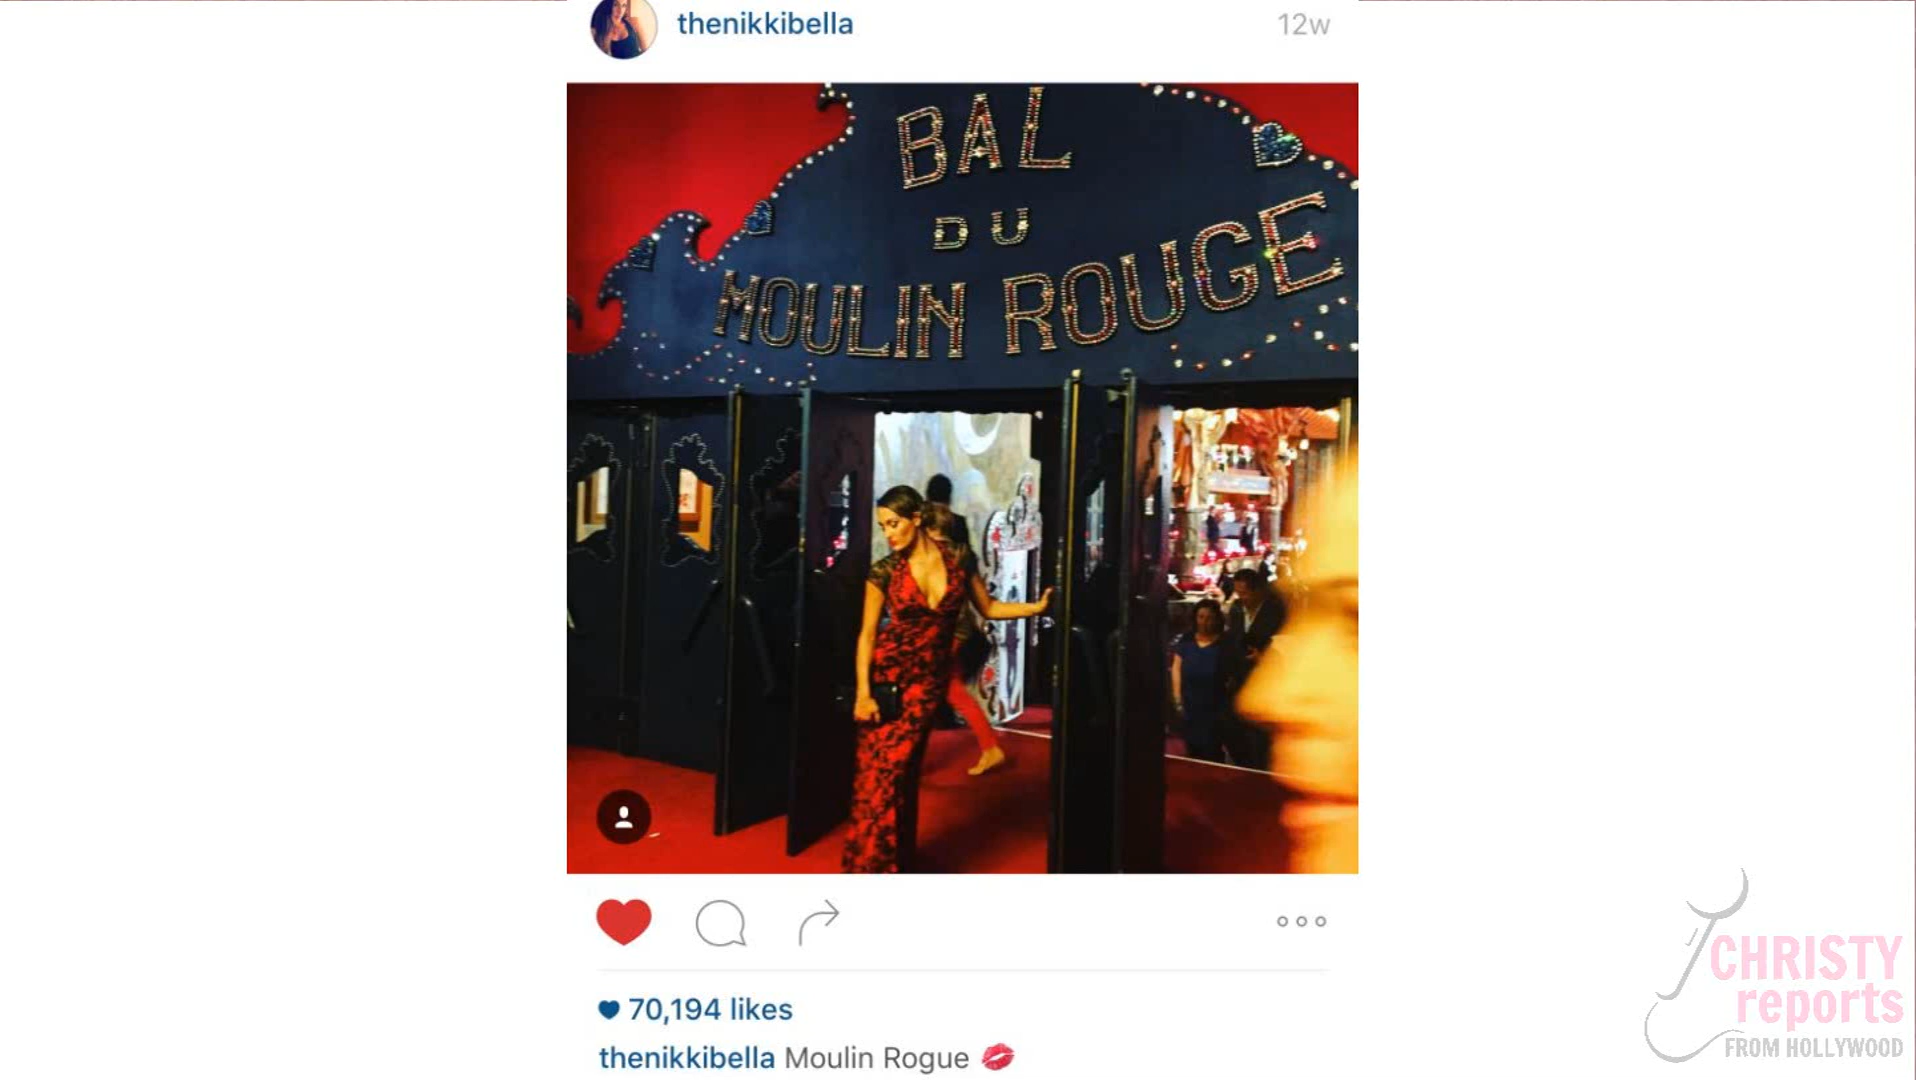 thenikkibella
12w
BAL
DU
MOULIN ROUGE
70,194 likes
thenikkibella Moulin Rogue 💋
CHRISTY
reports
FROM HOLLYWOOD